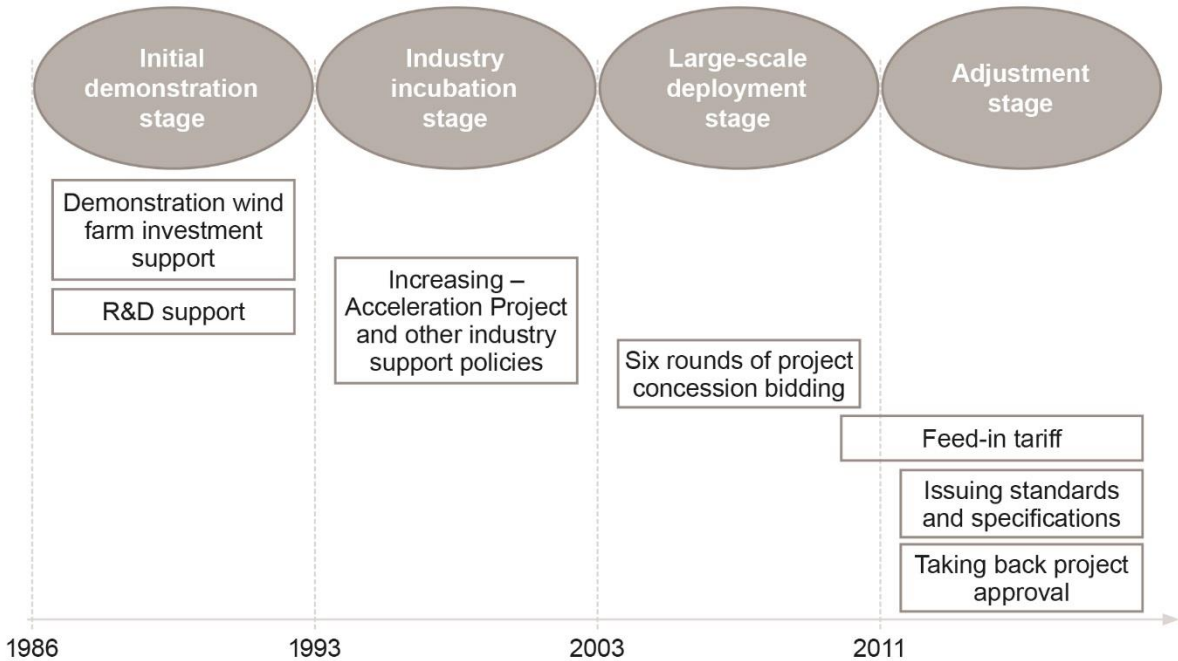 Initial
demonstration
stage
Industry
incubation
stage
Large-scale
deployment
stage
Adjustment
stage
Demonstration wind
farm investment
support
R&D support
Increasing –
Acceleration Project
and other industry
support policies
Six rounds of project
concession bidding
Feed-in tariff
Issuing standards
and specifications
Taking back project
approval
1986
1993
2003
2011